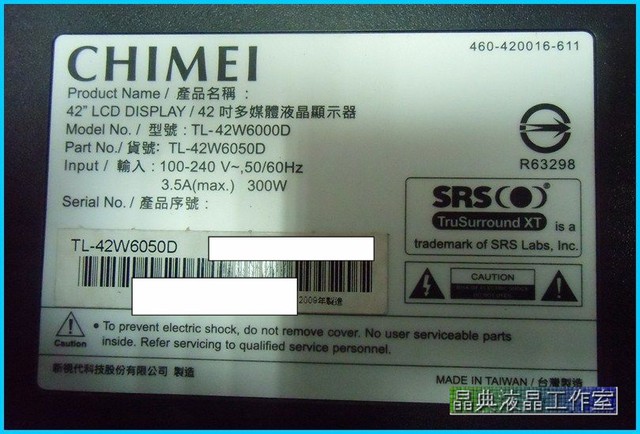 460-420016-611
CHIMEI
Product Name / 產品名稱 :
42" LCD DISPLAY / 42 吋多媒體液晶顯示器
Model No. / 型號 : TL-42W6000D
Part No./ 貨號: TL-42W6050D
Input / 輸入 : 100-240 V~,50/60Hz
3.5A(max.) 300W
Serial No. / 產品序號 :
R63298
SRS
TruSurround XT is a
trademark of SRS Labs, Inc.
TL-42W6050D
2009年製造
CAUTION
Caution
• To prevent electric shock, do not remove cover. No user serviceable parts
inside. Refer servicing to qualified service personnel.
新視代科技股份有限公司 製造
MADE IN TAIWAN / 台灣製造
晶典液晶工作室